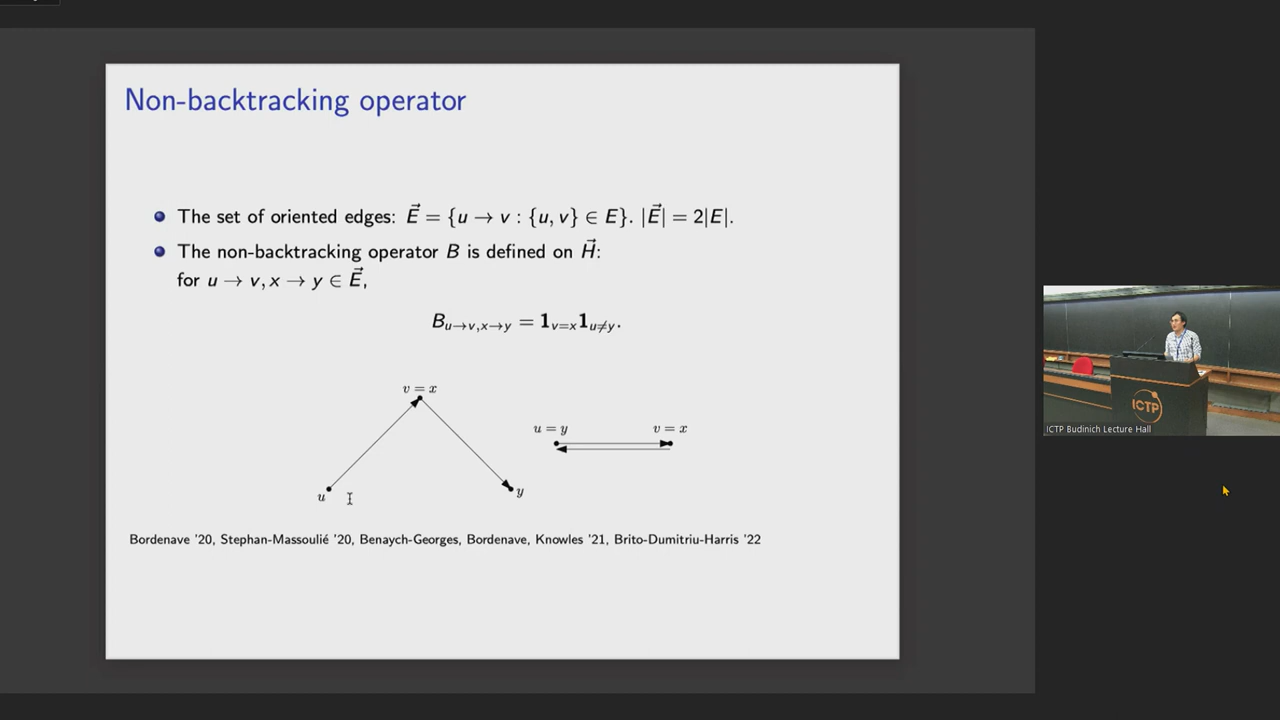 Non-backtracking operator
The set of oriented edges: $\vec{E} = \{u \to v : \{u, v\} \in E\}$. $|\vec{E}| = 2|E|$.
The non-backtracking operator $B$ is defined on $\vec{H}$:
for $u \to v, x \to y \in \vec{E}$,
$B_{u \to v, x \to y} = \mathbf{1}_{v=x}\mathbf{1}_{u \neq y}$.
v = x
u = y
v = x
u
y
Bordenave '20, Stephan-Massoulié '20, Benaych-Georges, Bordenave, Knowles '21, Brito-Dumitriu-Harris '22
ICTP
ICTP Budinich Lecture Hall